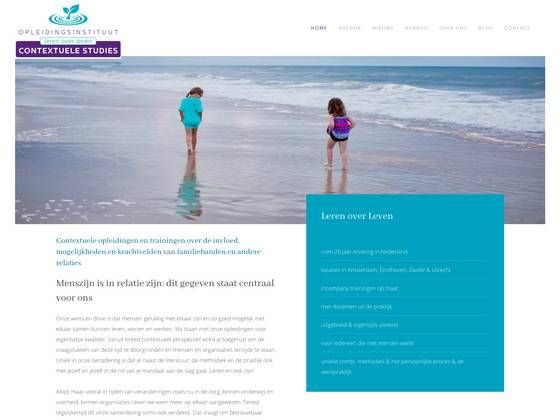 OPLEIDINGSINSTITUUT
leren over leven
CONTEXTUELE STUDIES
HOME AGENDA NIEUWS AANBOD OVER ONS BLOG CONTACT
Contextuele opleidingen en trainingen over de invloed,
mogelijkheden en krachtvelden van familiebanden en andere
relaties
Menszijn is in relatie zijn: dit gegeven staat centraal
voor ons
Onze wens en drive is dat mensen gelukkig met elkaar zijn en zo goed mogelijk met
elkaar samen kunnen leven, wonen en werken. Wij staan met onze opleidingen voor
eigentijdse kwaliteit. Vanuit breed contextueel perspectief word je toegerust om de
vraagstukken van deze tijd te doorgronden en mensen en organisaties terzijde te staan.
Uniek in onze benadering is dat je naast de literatuur, de methodiek en de praktijk ook
met jezelf en jezelf in de rol van je mandaat aan de slag gaat. Leren en ook zijn!
Altijd, maar vooral in tijden van veranderingen zoals nu in de zorg, binnen onderwijs en
overheid, binnen organisaties raken we weer meer op elkaar aangewezen. Terwijl
tegelijkertijd dit onze samenleving soms ook verdeelt. Dat vraagt om betrouwbaar
Leren over Leven
ruim 20 jaar ervaring in Nederland
locaties in Amsterdam, Eindhoven, Zwolle & Utrecht
incompany trainingen op maat
met docenten uit de praktijk
uitgebreid & eigentijds aanbod
voor iedereen die met mensen werkt
unieke combi: methodiek & het persoonlijke proces & de
werkpraktijk